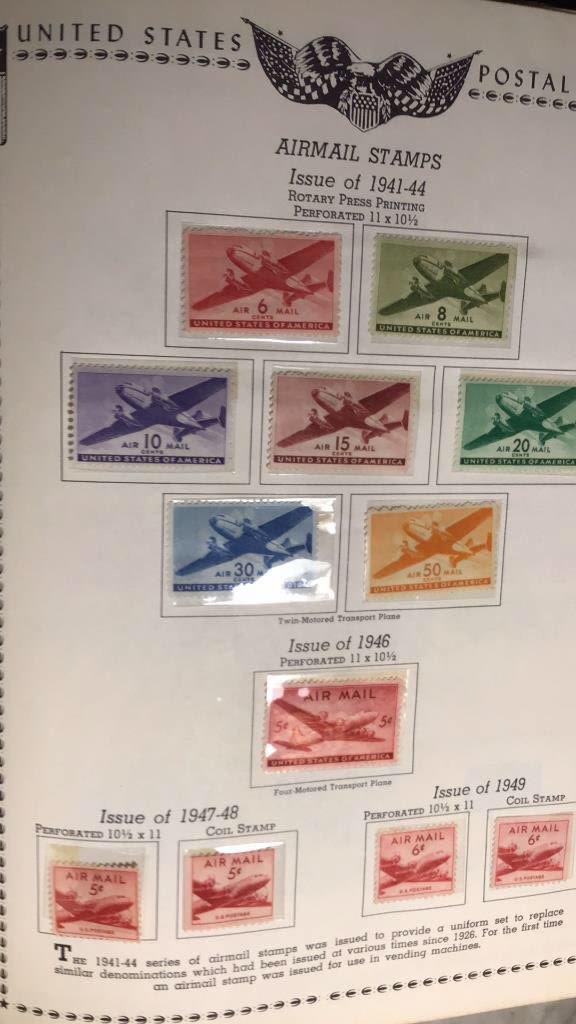 UNITED STATES
POSTAL
AIRMAIL STAMPS
Issue of 1941-44
ROTARY PRESS PRINTING
PERFORATED 11 x 10½
AIR 6 MAIL
CENTS
UNITED STATES OF AMERICA
AIR 8 MAIL
CENTS
UNITED STATES OF AMERICA
AIR 10 MAIL
CENTS
UNITED STATES OF AMERICA
AIR 15 MAIL
CENTS
UNITED STATES OF AMERICA
AIR 20 MAIL
CENTS
UNITED STATES OF AMERICA
AIR 30 M
CENTS
UNITED STATES
AIR 50 MAIL
CENTS
UNITED STATES OF AMERICA
Twin-Motored Transport Plane
Issue of 1946
PERFORATED 11 x 10½
AIR MAIL
5¢ 5¢
UNITED STATES OF AMERICA
Four-Motored Transport Plane
Issue of 1947-48
PERFORATED 10½ x 11
COIL STAMP
Issue of 1949
PERFORATED 10½ x 11
COIL STAMP
AIR MAIL
5¢
U.S. POSTAGE
AIR MAIL
5¢
U.S. POSTAGE
AIR MAIL
6¢
U.S. POSTAGE
AIR MAIL
6¢
U.S. POSTAGE
THE 1941-44 series of airmail stamps was issued to provide a uniform set to replace
similar denominations which had been issued at various times since 1926. For the first time
an airmail stamp was issued for use in vending machines.